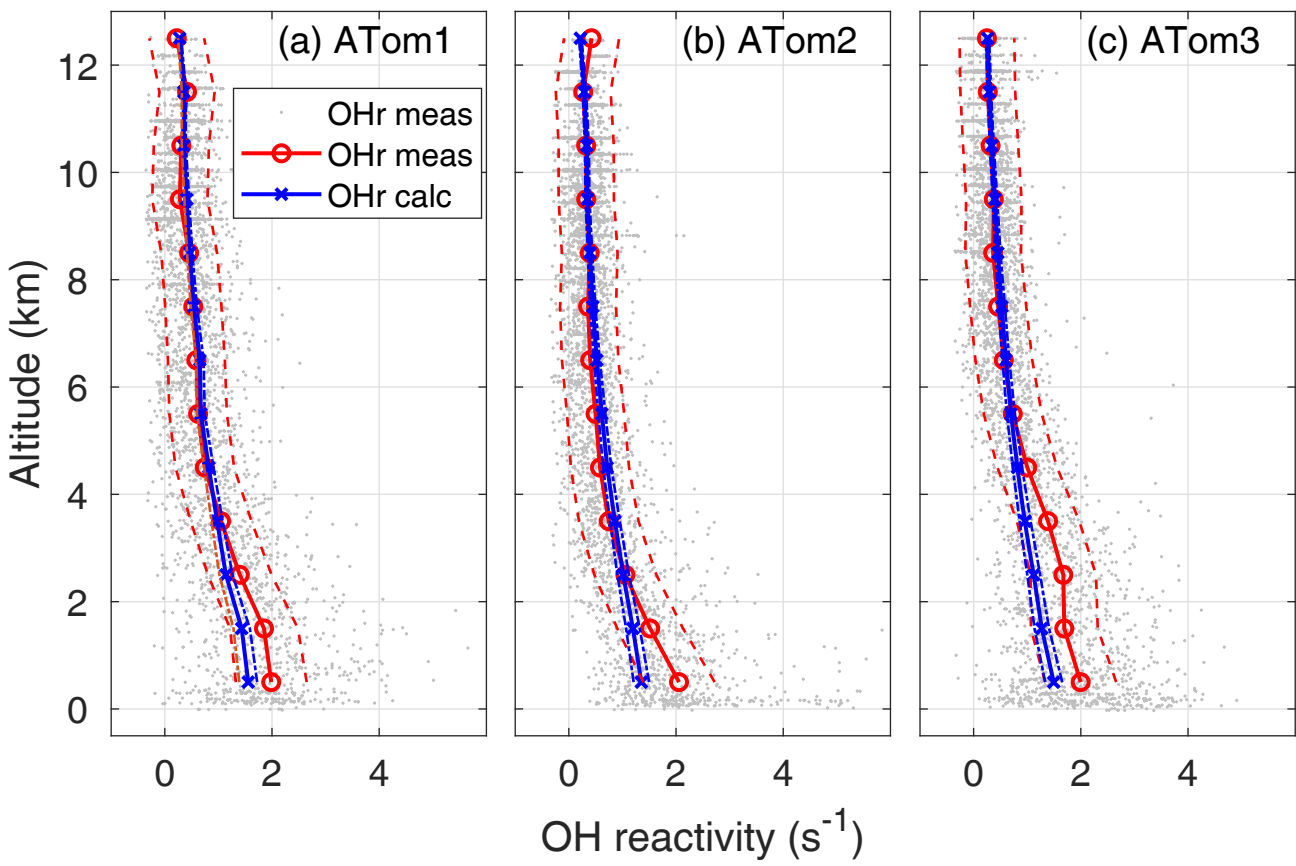 (a) ATom1
(b) ATom2
(c) ATom3
OHr meas
OHr meas
OHr calc
12
10
8
6
4
2
0
Altitude (km)
0 2 4
0 2 4
0 2 4
OH reactivity (s⁻¹)